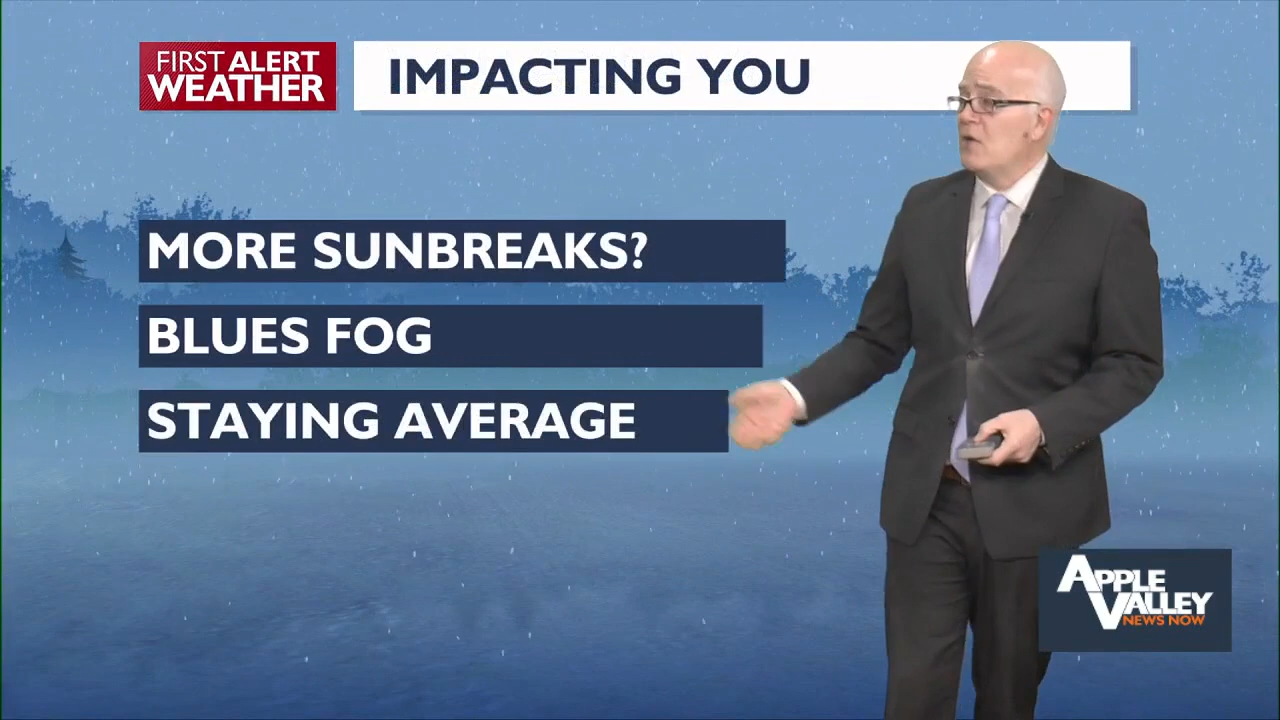 FIRST ALERT
WEATHER
IMPACTING YOU
MORE SUNBREAKS?
BLUES FOG
STAYING AVERAGE
APPLE
VALLEY
NEWS NOW